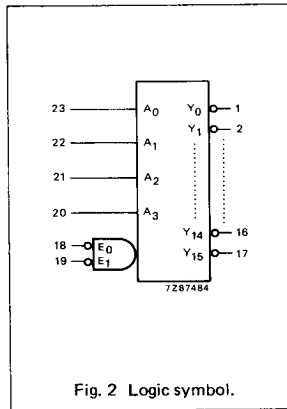 23 A0 Y0 1
22 A1 Y1 2
21 A2
20 A3
18 E0 Y14 16
19 E1 Y15 17
7Z87484
Fig. 2 Logic symbol.